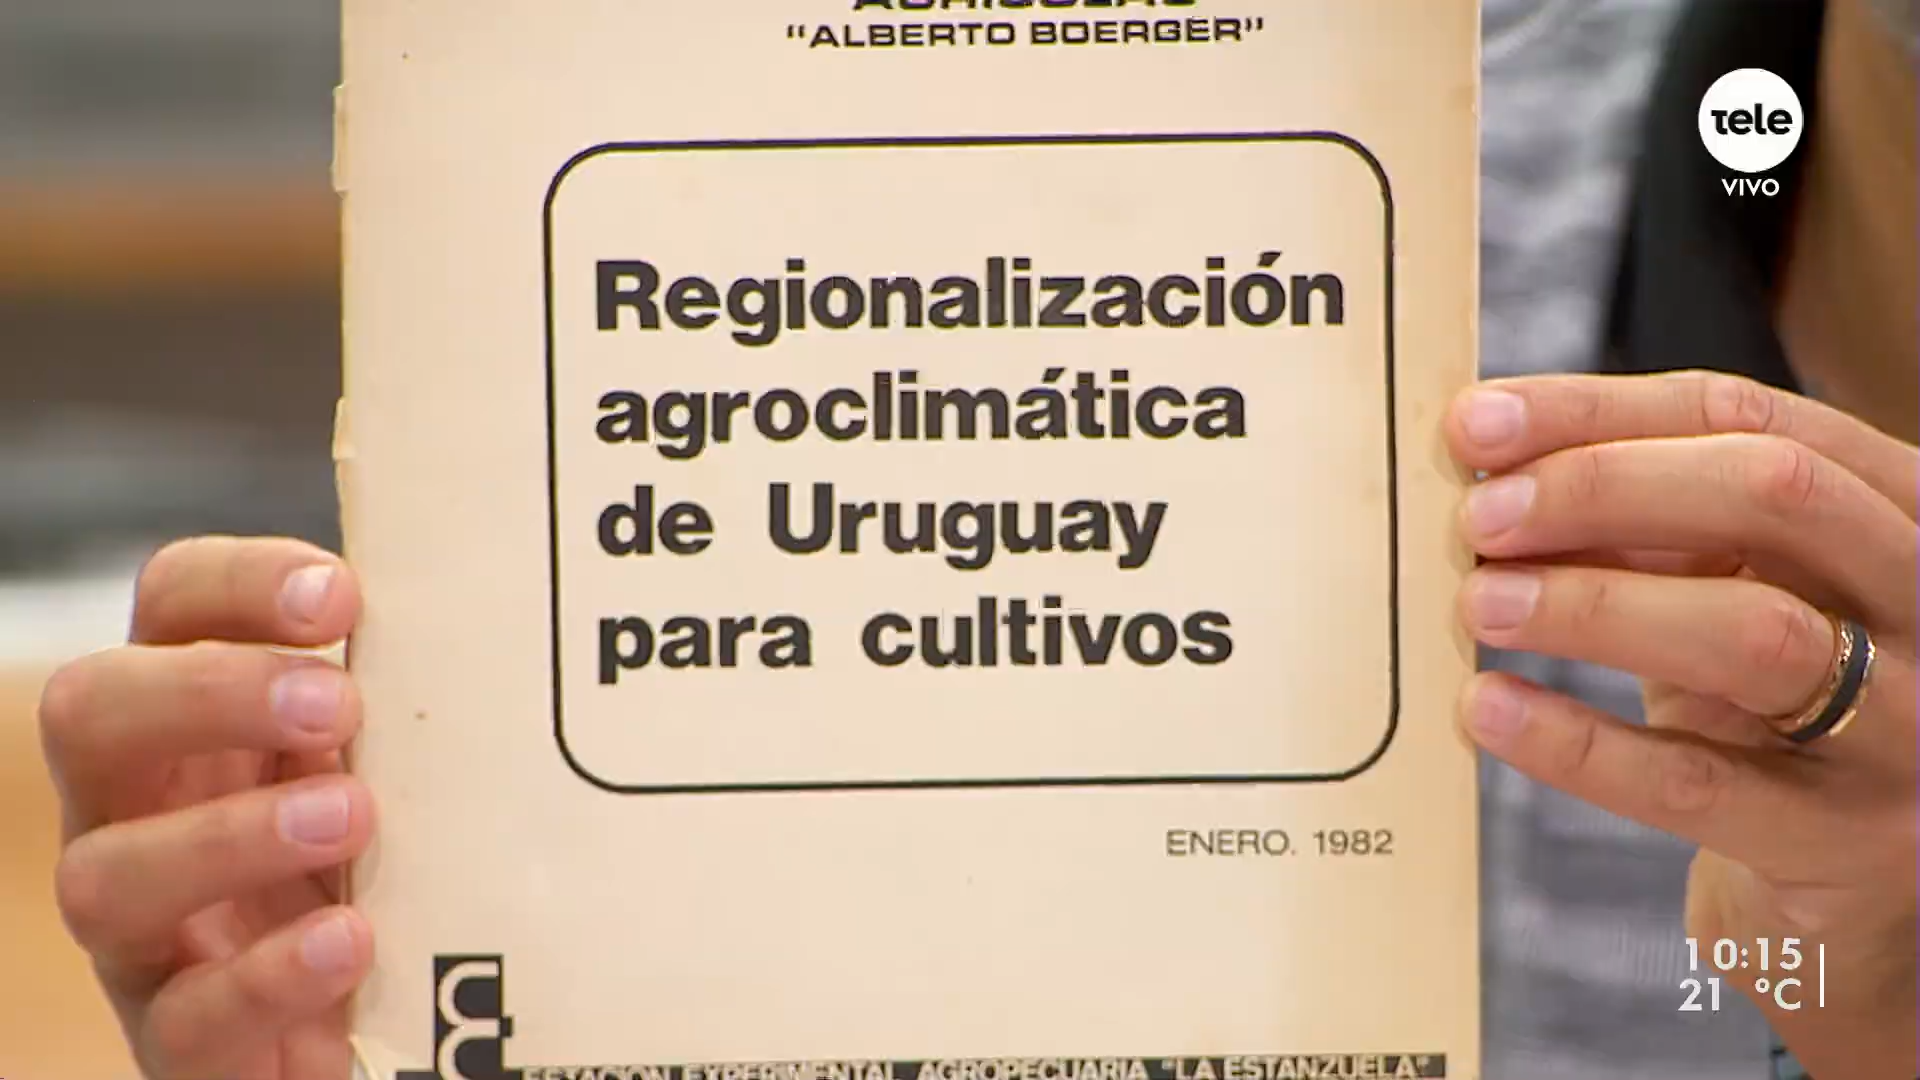 "ALBERTO BOERGER"
tele
VIVO
Regionalización
agroclimática
de Uruguay
para cultivos
ENERO. 1982
10:15
21 °C
ESTACION EXPERIMENTAL AGROPECUARIA "LA ESTANZUELA"